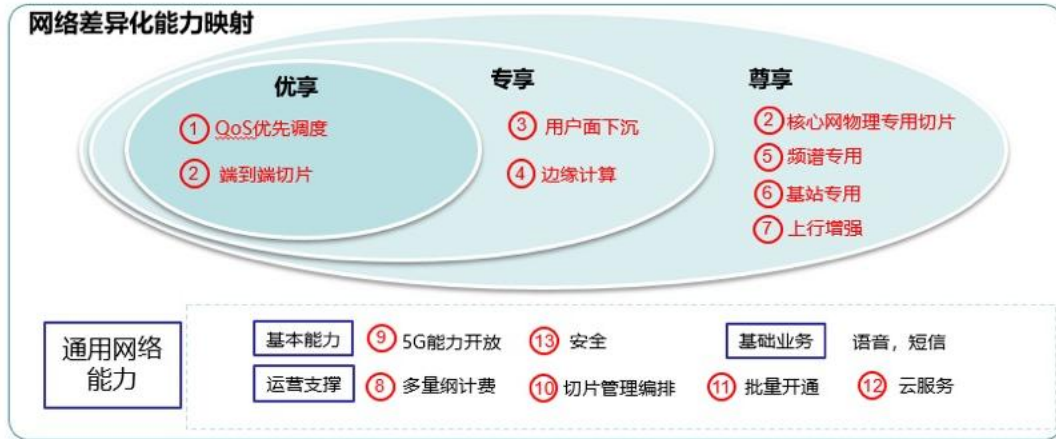 网络差异化能力映射
优享
专享
尊享
① QoS优先调度
② 端到端切片
③ 用户面下沉
④ 边缘计算
② 核心网物理专用切片
⑤ 频谱专用
⑥ 基站专用
⑦ 上行增强
通用网络
能力
基本能力 ⑨ 5G能力开放 ⑬ 安全 基础业务 语音，短信
运营支撑 ⑧ 多量纲计费 ⑩ 切片管理编排 ⑪ 批量开通 ⑫ 云服务